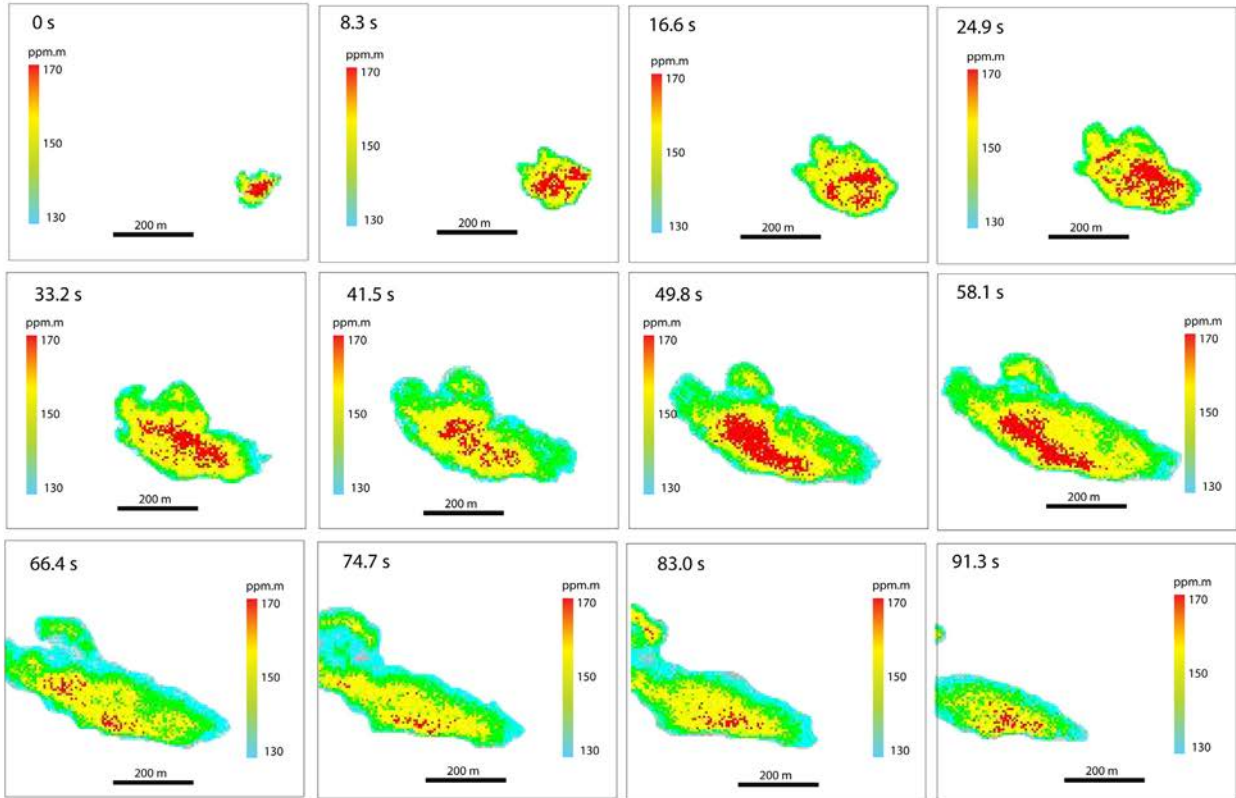 0 s
ppm.m
170
150
130
200 m
8.3 s
ppm.m
170
150
130
200 m
16.6 s
ppm.m
170
150
130
200 m
24.9 s
ppm.m
170
150
130
200 m
33.2 s
ppm.m
170
150
130
200 m
41.5 s
ppm.m
170
150
130
200 m
49.8 s
ppm.m
170
150
130
200 m
58.1 s
ppm.m
170
150
130
200 m
66.4 s
ppm.m
170
150
130
200 m
74.7 s
ppm.m
170
150
130
200 m
83.0 s
ppm.m
170
150
130
200 m
91.3 s
ppm.m
170
150
130
200 m